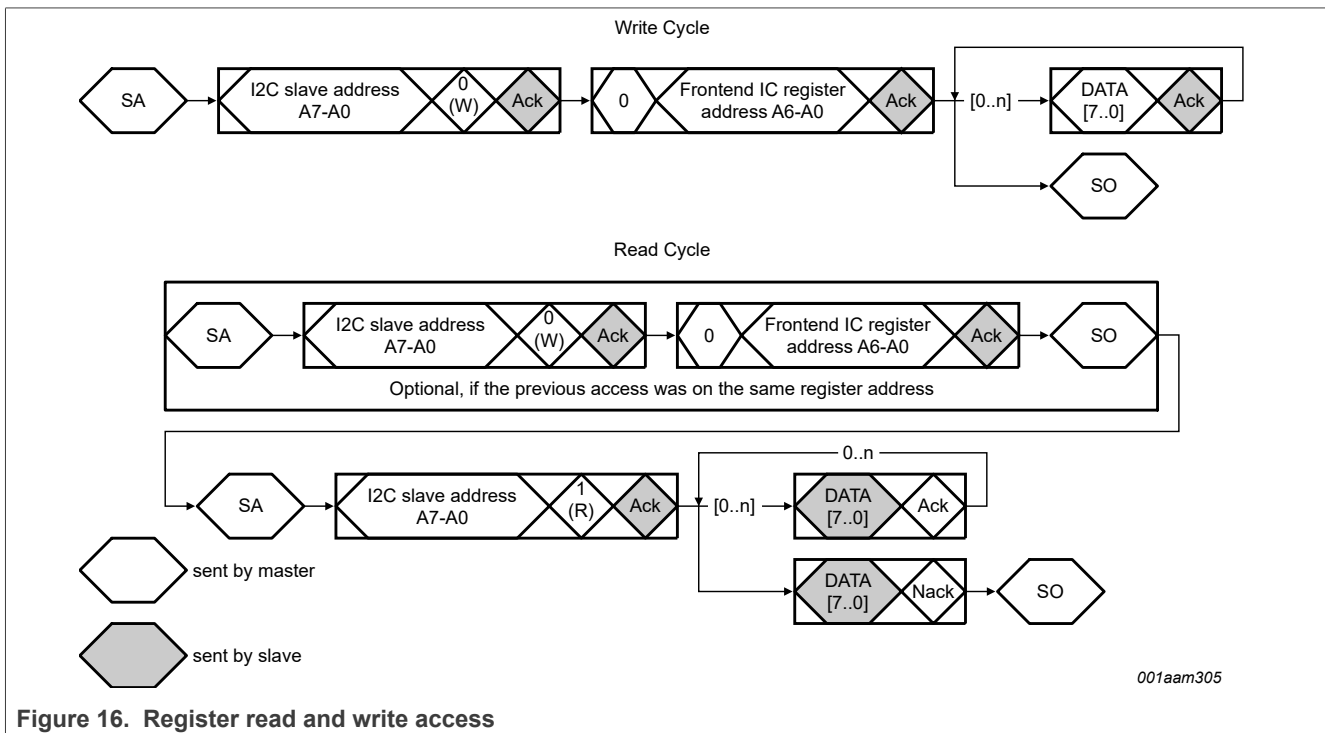 Write Cycle
SA
I2C slave address
A7-A0
0
(W)
Ack
0
Frontend IC register
address A6-A0
Ack
[0..n]
DATA
[7..0]
Ack
SO
Read Cycle
SA
I2C slave address
A7-A0
0
(W)
Ack
0
Frontend IC register
address A6-A0
Ack
SO
Optional, if the previous access was on the same register address
SA
I2C slave address
A7-A0
1
(R)
Ack
[0..n]
0..n
DATA
[7..0]
Ack
DATA
[7..0]
Nack
SO
sent by master
sent by slave
001aam305
Figure 16. Register read and write access